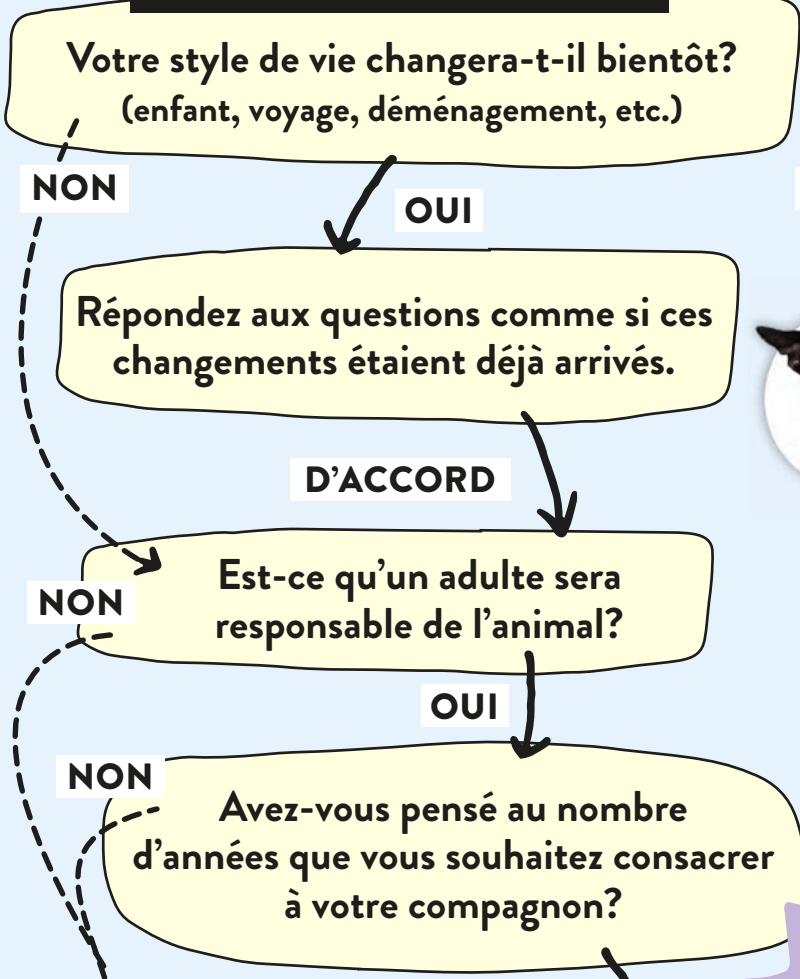 Votre style de vie changera-t-il bientôt?
(enfant, voyage, déménagement, etc.)
NON
OUI
Répondez aux questions comme si ces
changements étaient déjà arrivés.
D'ACCORD
Est-ce qu'un adulte sera
responsable de l'animal?
NON
OUI
NON
Avez-vous pensé au nombre
d'années que vous souhaitez consacrer
à votre compagnon?